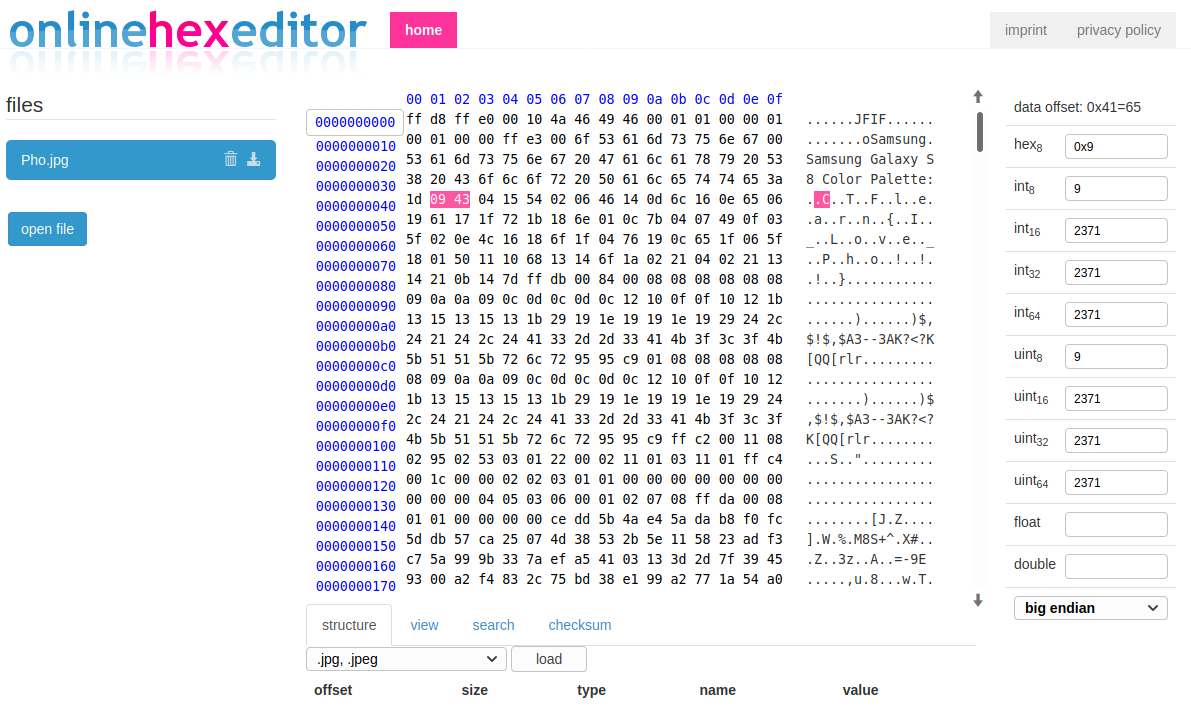 onlinehexeditor
home
imprint
privacy policy
files
Pho.jpg
open file
00 01 02 03 04 05 06 07 08 09 0a 0b 0c 0d 0e 0f
0000000000 ff d8 ff e0 00 10 4a 46 49 46 00 01 01 00 00 01 ......JFIF......
0000000010 00 01 00 00 ff e3 00 6f 53 61 6d 73 75 6e 67 00 .......oSamsung.
0000000020 53 61 6d 73 75 6e 67 20 47 61 6c 61 78 79 20 53 Samsung Galaxy S
0000000030 38 20 43 6f 6c 6f 72 20 50 61 6c 65 74 74 65 3a 8 Color Palette:
0000000040 1d 09 43 04 15 54 02 06 46 14 0d 6c 16 0e 65 06 ..C..T..F..l..e.
0000000050 19 61 17 1f 72 1b 18 6e 01 0c 7b 04 07 49 0f 03 .a..r..n..{..I..
0000000060 5f 02 0e 4c 16 18 6f 1f 04 76 19 0c 65 1f 06 5f _..L..o..v..e.._
0000000070 18 01 50 11 10 68 13 14 6f 1a 02 21 04 02 21 13 ..P..h..o..!..!.
0000000080 14 21 0b 14 7d ff db 00 84 00 08 08 08 08 08 08 .!..}...........
0000000090 09 0a 0a 09 0c 0d 0c 0d 0c 12 10 0f 0f 10 12 1b ................
00000000a0 13 15 13 15 13 1b 29 19 1e 19 19 1e 19 29 24 2c ......)......)$,
00000000b0 24 21 24 2c 24 41 33 2d 2d 33 41 4b 3f 3c 3f 4b $!$,$A3--3AK?<?K
00000000c0 5b 51 51 5b 72 6c 72 95 95 c9 01 08 08 08 08 08 [QQ[rlr.........
00000000d0 08 09 0a 0a 09 0c 0d 0c 0d 0c 12 10 0f 0f 10 12 ................
00000000e0 1b 13 15 13 15 13 1b 29 19 1e 19 19 1e 19 29 24 .......)......)$
00000000f0 2c 24 21 24 2c 24 41 33 2d 2d 33 41 4b 3f 3c 3f ,$!$,$A3--3AK?<?
0000000100 4b 5b 51 51 5b 72 6c 72 95 95 c9 ff c2 00 11 08 K[QQ[rlr........
0000000110 02 95 02 53 03 01 22 00 02 11 01 03 11 01 ff c4 ...S..".........
0000000120 00 1c 00 00 02 02 03 01 01 00 00 00 00 00 00 00 ................
0000000130 00 00 00 04 05 03 06 00 01 02 07 08 ff da 00 08 ................
0000000140 01 01 00 00 00 00 ce dd 5b 4a e4 5a da b8 f0 fc ........[J.Z....
0000000150 5d db 57 ca 25 07 4d 38 53 2b 5e 11 58 23 ad f3 ].W.%.M8S+^.X#..
0000000160 c7 5a 99 9b 33 7a ef a5 41 03 13 3d 2d 7f 39 45 .Z..3z..A..=-9E
0000000170 93 00 a2 f4 83 2c 75 bd 38 e1 99 a2 77 1a 54 a0 .....,u.8...w.T.
data offset: 0x41=65
hex8 0x9
int8 9
int16 2371
int32 2371
int64 2371
uint8 9
uint16 2371
uint32 2371
uint64 2371
float
double
big endian
structure view search checksum
.jpg, .jpeg load
offset size type name value